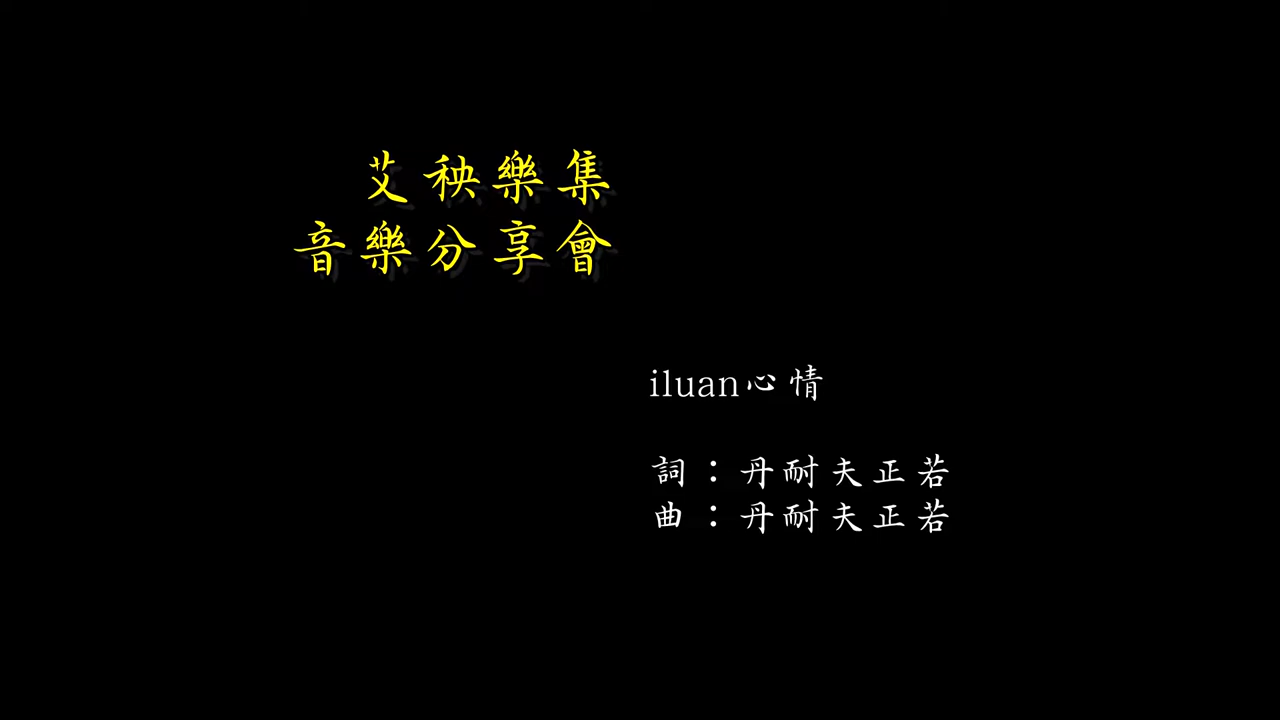 艾秧樂集
音樂分享會
iluan心情
詞：丹耐夫正若
曲：丹耐夫正若